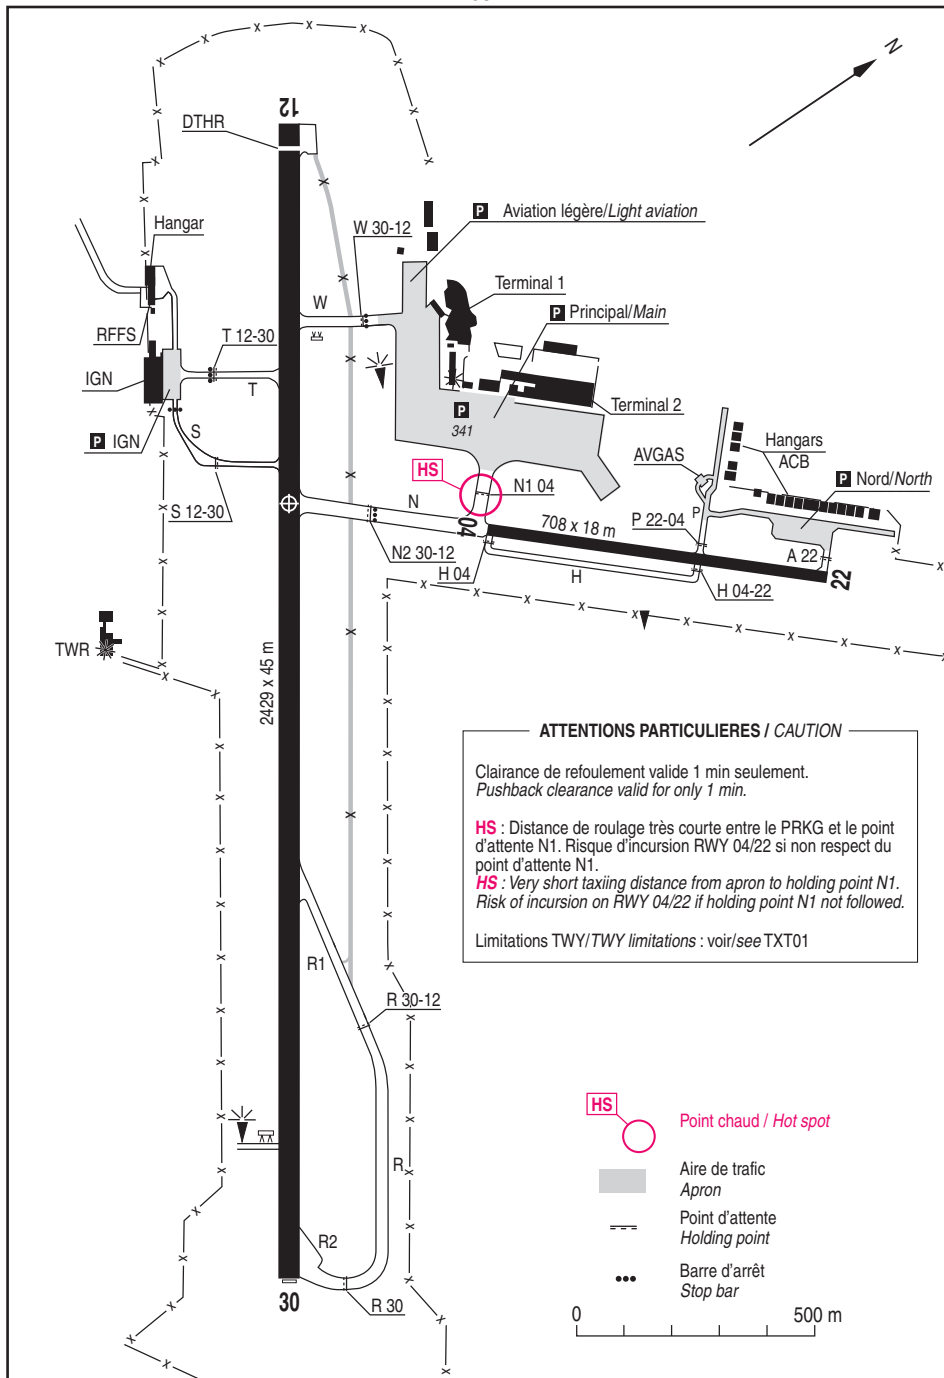 N
12
DTHR
W 30-12
P Aviation légère/Light aviation
Hangar
Terminal 1
W
P Principal/Main
RFFS
T 12-30
IGN
T
Terminal 2
P
341
P IGN
S
HS
AVGAS
Hangars
ACB
P Nord/North
N1 04
S 12-30
N
04
708 x 18 m
P
P 22-04
N2 30-12
H 04
H
A 22
22
H 04-22
TWR
2429 x 45 m
ATTENTIONS PARTICULIERES / CAUTION
Clairance de refoulement valide 1 min seulement.
Pushback clearance valid for only 1 min.
HS : Distance de roulage très courte entre le PRKG et le point
d'attente N1. Risque d'incursion RWY 04/22 si non respect du
point d'attente N1.
HS : Very short taxiing distance from apron to holding point N1.
Risk of incursion on RWY 04/22 if holding point N1 not followed.
Limitations TWY/TWY limitations : voir/see TXT01
R1
R 30-12
R
R2
30
R 30
HS
Point chaud / Hot spot
Aire de trafic
Apron
Point d'attente
Holding point
Barre d'arrêt
Stop bar
0 500 m